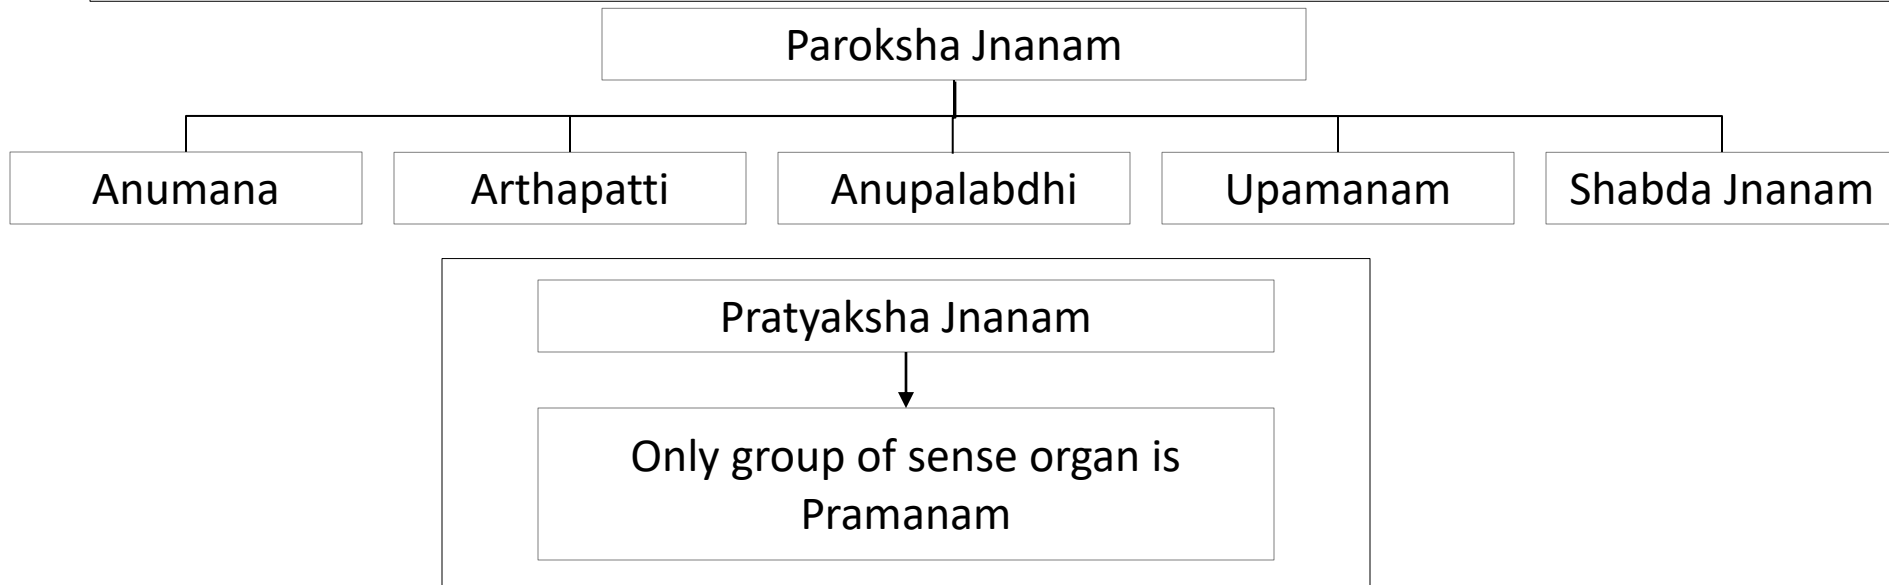 Paroksha Jnanam
Anumana
Arthapatti
Anupalabdhi
Upamanam
Shabda Jnanam
Pratyaksha Jnanam
Only group of sense organ is
Pramanam